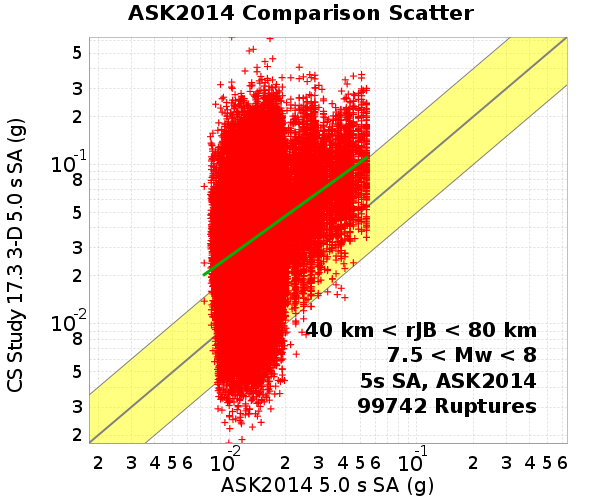 ASK2014 Comparison Scatter
CS Study 17.3 3-D 5.0 s SA (g)
5
3
2
10⁻¹
8
5
3
2
10⁻²
8
5
3
2
40 km < rJB < 80 km
7.5 < Mw < 8
5s SA, ASK2014
99742 Ruptures
2 3 4 5 6 10⁻² 2 3 4 5 6 10⁻¹ 2 3 4 5 6
ASK2014 5.0 s SA (g)